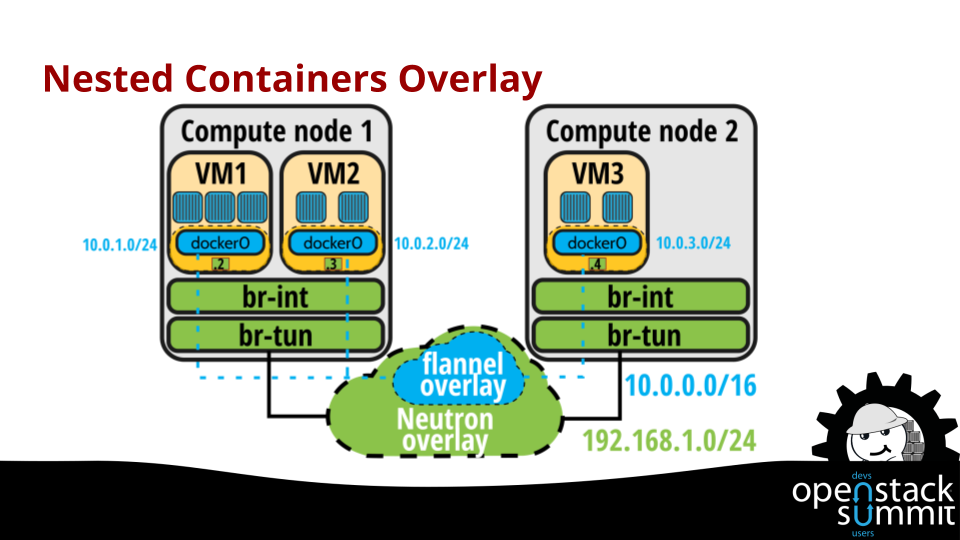 Nested Containers Overlay
Compute node 1
Compute node 2
VM1
VM2
VM3
docker0
docker0
docker0
10.0.1.0/24
10.0.2.0/24
10.0.3.0/24
.2
.3
.4
br-int
br-int
br-tun
br-tun
flannel
overlay
10.0.0.0/16
Neutron
overlay
192.168.1.0/24
devs
openstack
summit
users